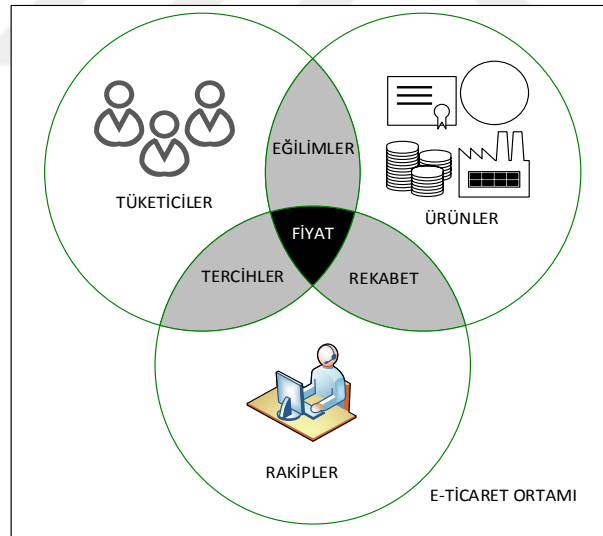 EĞİLİMLER
TÜKETİCİLER
ÜRÜNLER
FİYAT
TERCİHLER
REKABET
RAKİPLER
E-TİCARET ORTAMI